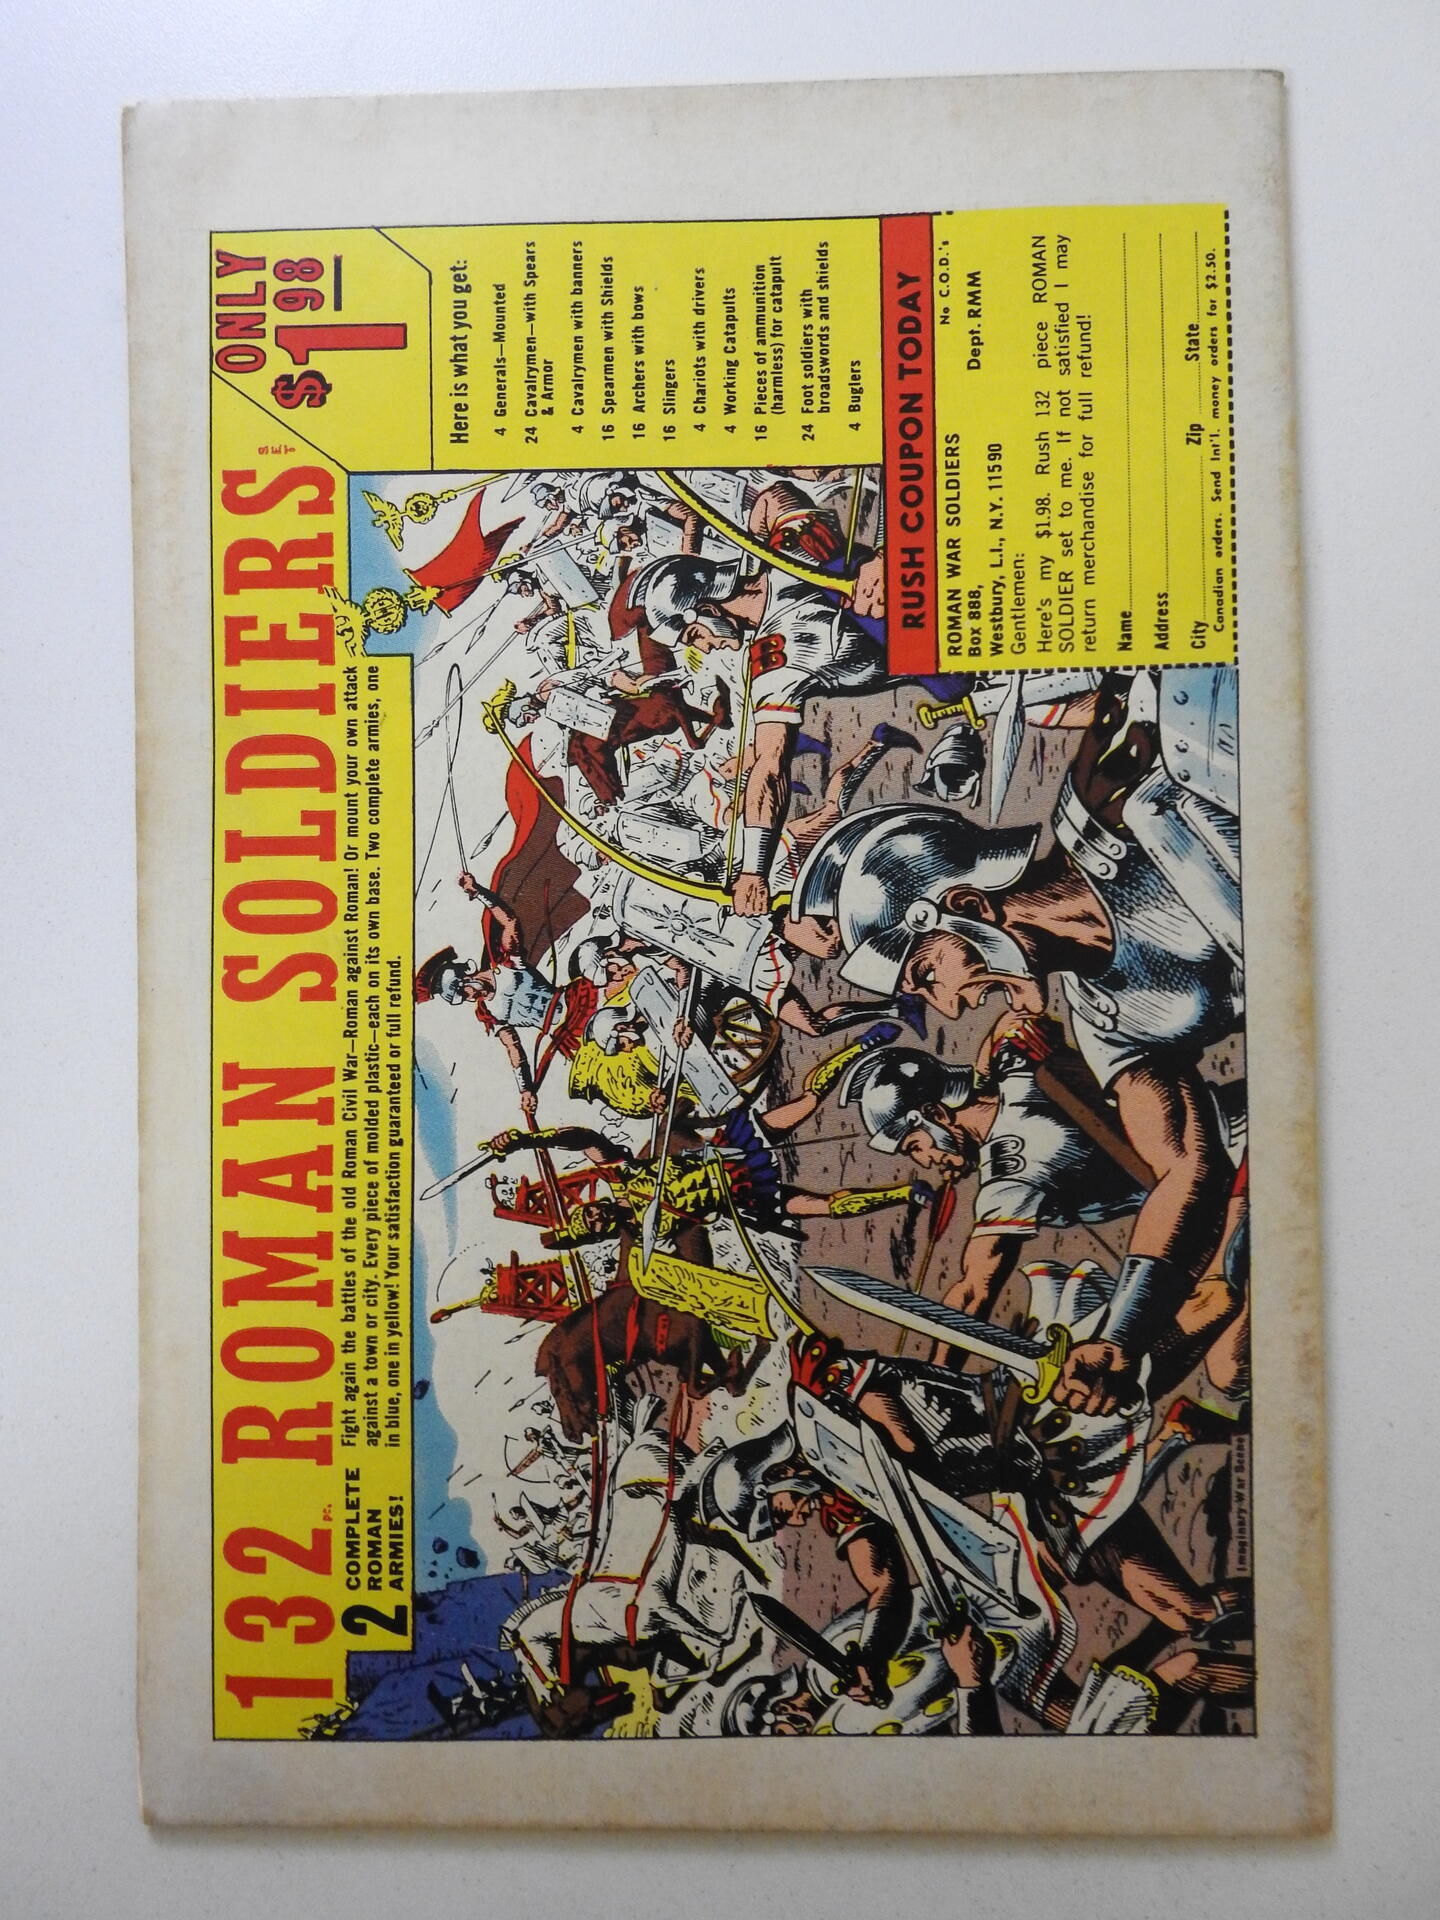 132 PC. ROMAN SOLDIERS SET
ONLY
$1.98
2 COMPLETE
ROMAN
ARMIES!
Fight again the battles of the old Roman Civil War—Roman against Roman! Or mount your own attack
against a town or city. Every piece of molded plastic—each on its own base. Two complete armies, one
in blue, one in yellow! Your satisfaction guaranteed or full refund.
Here is what you get:
4 Generals—Mounted
24 Cavalrymen—with Spears
& Armor
4 Cavalrymen with banners
16 Spearmen with Shields
16 Archers with bows
16 Slingers
4 Chariots with drivers
4 Working Catapults
16 Pieces of ammunition
(harmless) for catapult
24 Foot soldiers with
broadswords and shields
4 Buglers
RUSH COUPON TODAY
ROMAN WAR SOLDIERS No C.O.D.'s
Box 888,
Westbury, L.I., N.Y. 11590 Dept. RMM
Gentlemen:
Here's my $1.98. Rush 132 piece ROMAN
SOLDIER set to me. If not satisfied I may
return merchandise for full refund!
Name
Address
City Zip State
Canadian orders. Send Int'l. money orders for $2.50.
Imaginary War Scene